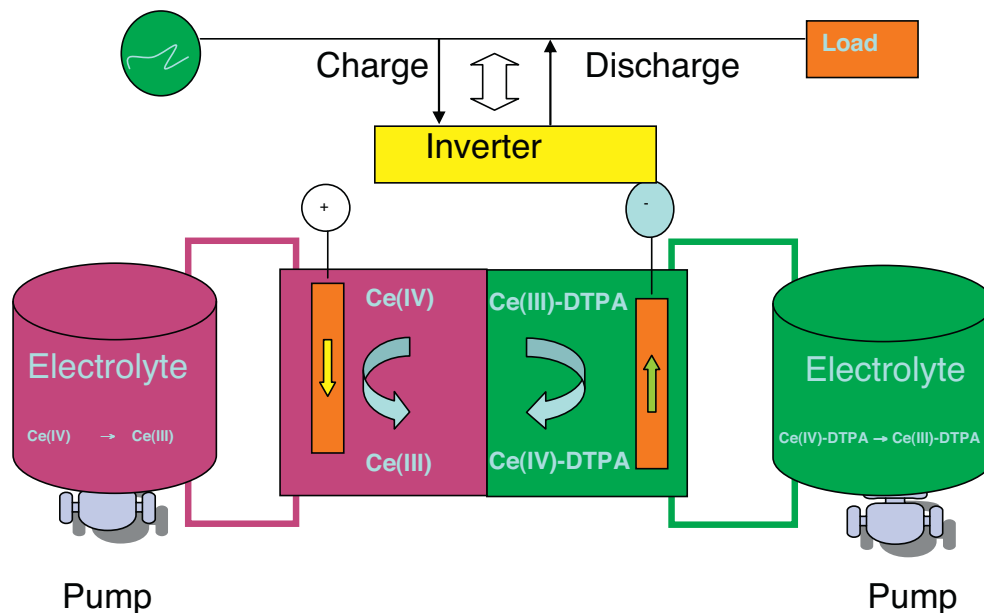 Load
Charge
Discharge
Inverter
+
-
Ce(IV)
Ce(III)-DTPA
Electrolyte
Electrolyte
Ce(IV) → Ce(III)
Ce(IV)-DTPA → Ce(III)-DTPA
Ce(III)
Ce(IV)-DTPA
Pump
Pump